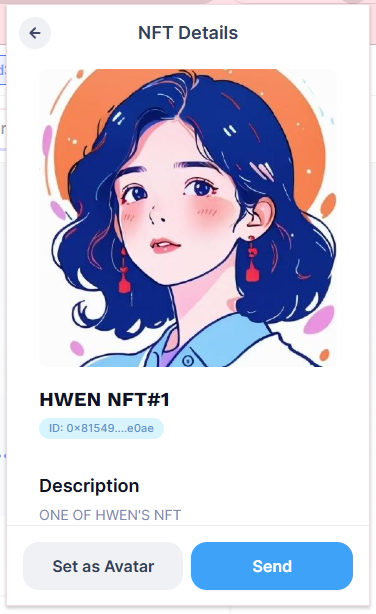 NFT Details
HWEN NFT#1
ID: 0×81549....e0ae
Description
ONE OF HWEN'S NFT
Set as Avatar
Send